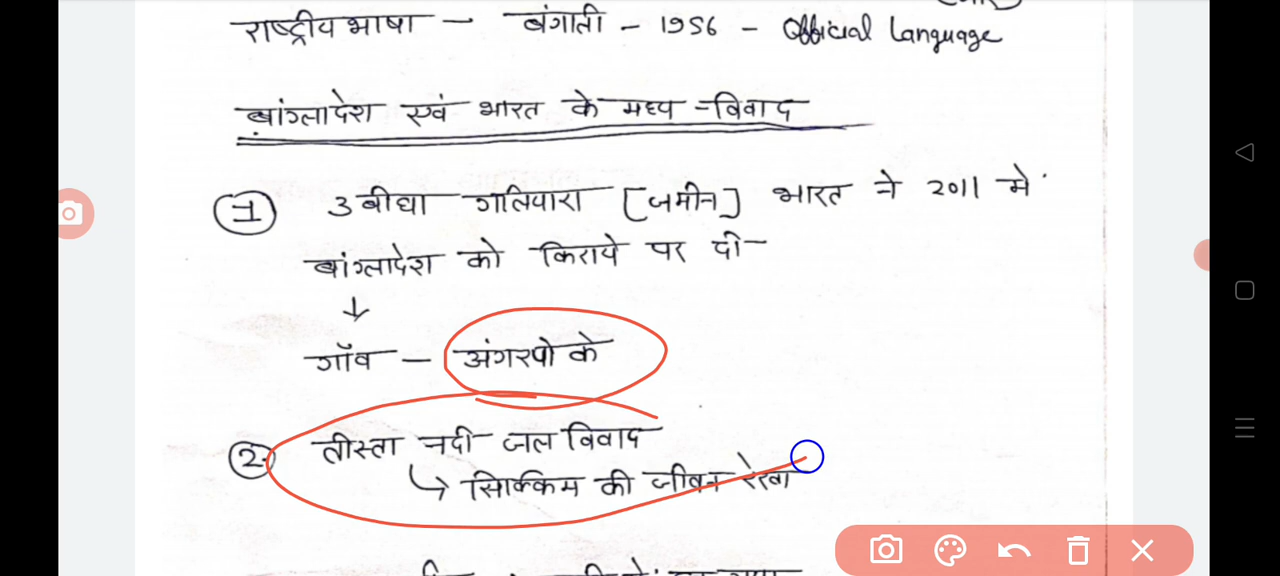 राष्ट्रीय भाषा - बंगाली - 1956 - Official Language
बांग्लादेश एवं भारत के मध्य - विवाद
1 3 बीघा गलियारा [जमीन] भारत ने 2011 मे
बांग्लादेश को किराये पर दी -
↓
गाँव - अंगरपो के
2 तीस्ता नदी जल विवाद
↳ सिक्किम की जीवन रेखा